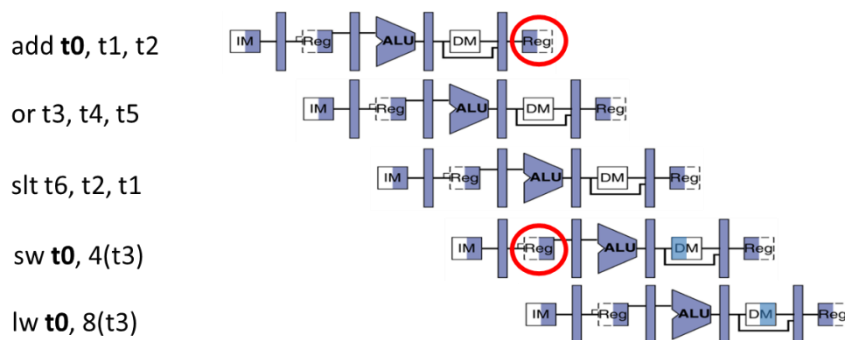 add t0, t1, t2 IM Reg ALU DM Reg
or t3, t4, t5 IM Reg ALU DM Reg
slt t6, t2, t1 IM Reg ALU DM Reg
sw t0, 4(t3) IM Reg ALU DM Reg
lw t0, 8(t3) IM Reg ALU DM Reg